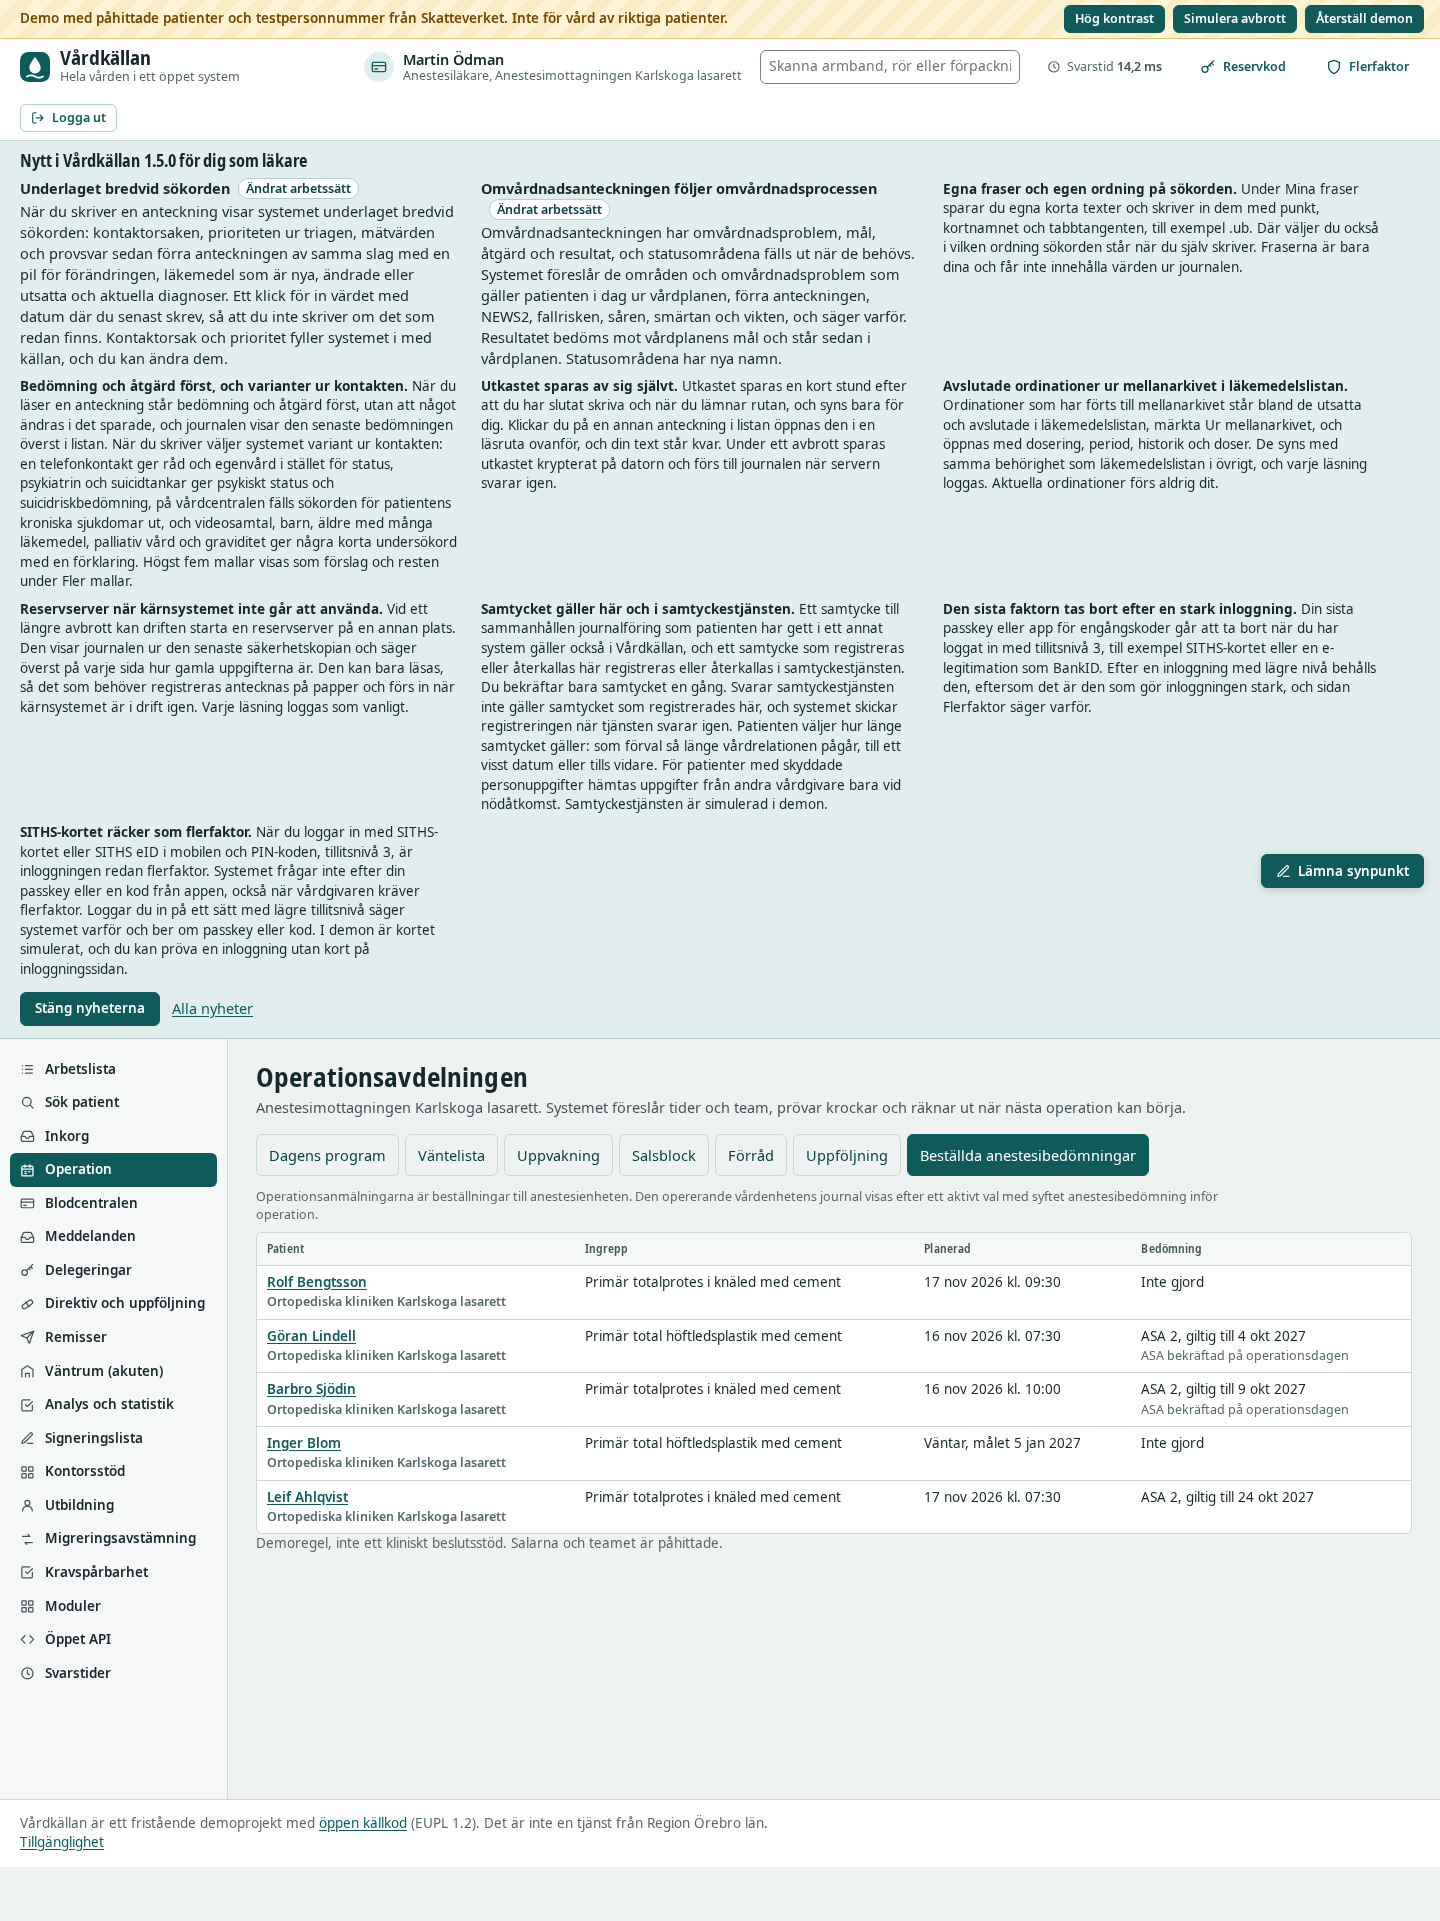 Demo med påhittade patienter och testpersonnummer från Skatteverket. Inte för vård av riktiga patienter.
Hög kontrast
Simulera avbrott
Återställ demon
Vårdkällan
Hela vården i ett öppet system
Martin Ödman
Anestesiläkare, Anestesimottagningen Karlskoga lasarett
Skanna armband, rör eller förpackni
Svarstid 14,2 ms
Reservkod
Flerfaktor
Logga ut
Nytt i Vårdkällan 1.5.0 för dig som läkare
Underlaget bredvid sökorden Ändrat arbetssätt
När du skriver en anteckning visar systemet underlaget bredvid
sökorden: kontaktorsaken, prioriteten ur triagen, mätvärden
och provsvar sedan förra anteckningen av samma slag med en
pil för förändringen, läkemedel som är nya, ändrade eller
utsatta och aktuella diagnoser. Ett klick för in värdet med
datum där du senast skrev, så att du inte skriver om det som
redan finns. Kontaktorsak och prioritet fyller systemet i med
källan, och du kan ändra dem.
Omvårdnadsanteckningen följer omvårdnadsprocessen
Ändrat arbetssätt
Omvårdnadsanteckningen har omvårdnadsproblem, mål,
åtgärd och resultat, och statusområdena fälls ut när de behövs.
Systemet föreslår de områden och omvårdnadsproblem som
gäller patienten i dag ur vårdplanen, förra anteckningen,
NEWS2, fallrisken, såren, smärtan och vikten, och säger varför.
Resultatet bedöms mot vårdplanens mål och står sedan i
vårdplanen. Statusområdena har nya namn.
Egna fraser och egen ordning på sökorden. Under Mina fraser
sparar du egna korta texter och skriver in dem med punkt,
kortnamnet och tabbtangenten, till exempel .ub. Där väljer du också
i vilken ordning sökorden står när du själv skriver. Fraserna är bara
dina och får inte innehålla värden ur journalen.
Bedömning och åtgärd först, och varianter ur kontakten. När du
läser en anteckning står bedömning och åtgärd först, utan att något
ändras i det sparade, och journalen visar den senaste bedömningen
överst i listan. När du skriver väljer systemet variant ur kontakten:
en telefonkontakt ger råd och egenvård i stället för status,
psykiatrin och suicidtankar ger psykiskt status och
suicidriskbedömning, på vårdcentralen fälls sökorden för patientens
kroniska sjukdomar ut, och videosamtal, barn, äldre med många
läkemedel, palliativ vård och graviditet ger några korta undersökord
med en förklaring. Högst fem mallar visas som förslag och resten
under Fler mallar.
Utkastet sparas av sig självt. Utkastet sparas en kort stund efter
att du har slutat skriva och när du lämnar rutan, och syns bara för
dig. Klickar du på en annan anteckning i listan öppnas den i en
läsruta ovanför, och din text står kvar. Under ett avbrott sparas
utkastet krypterat på datorn och förs till journalen när servern
svarar igen.
Avslutade ordinationer ur mellanarkivet i läkemedelslistan.
Ordinationer som har förts till mellanarkivet står bland de utsatta
och avslutade i läkemedelslistan, märkta Ur mellanarkivet, och
öppnas med dosering, period, historik och doser. De syns med
samma behörighet som läkemedelslistan i övrigt, och varje läsning
loggas. Aktuella ordinationer förs aldrig dit.
Reservserver när kärnsystemet inte går att använda. Vid ett
längre avbrott kan driften starta en reservserver på en annan plats.
Den visar journalen ur den senaste säkerhetskopian och säger
överst på varje sida hur gamla uppgifterna är. Den kan bara läsas,
så det som behöver registreras antecknas på papper och förs in när
kärnsystemet är i drift igen. Varje läsning loggas som vanligt.
Samtycket gäller här och i samtyckestjänsten. Ett samtycke till
sammanhållen journalföring som patienten har gett i ett annat
system gäller också i Vårdkällan, och ett samtycke som registreras
eller återkallas här registreras eller återkallas i samtyckestjänsten.
Du bekräftar bara samtycket en gång. Svarar samtyckestjänsten
inte gäller samtycket som registrerades här, och systemet skickar
registreringen när tjänsten svarar igen. Patienten väljer hur länge
samtycket gäller: som förval så länge vårdrelationen pågår, till ett
visst datum eller tills vidare. För patienter med skyddade
personuppgifter hämtas uppgifter från andra vårdgivare bara vid
nödåtkomst. Samtyckestjänsten är simulerad i demon.
Den sista faktorn tas bort efter en stark inloggning. Din sista
passkey eller app för engångskoder går att ta bort när du har
loggat in med tillitsnivå 3, till exempel SITHS-kortet eller en e-
legitimation som BankID. Efter en inloggning med lägre nivå behålls
den, eftersom det är den som gör inloggningen stark, och sidan
Flerfaktor säger varför.
SITHS-kortet räcker som flerfaktor. När du loggar in med SITHS-
kortet eller SITHS eID i mobilen och PIN-koden, tillitsnivå 3, är
inloggningen redan flerfaktor. Systemet frågar inte efter din
passkey eller en kod från appen, också när vårdgivaren kräver
flerfaktor. Loggar du in på ett sätt med lägre tillitsnivå säger
systemet varför och ber om passkey eller kod. I demon är kortet
simulerat, och du kan pröva en inloggning utan kort på
inloggningssidan.
Lämna synpunkt
Stäng nyheterna
Alla nyheter
Arbetslista
Sök patient
Inkorg
Operation
Blodcentralen
Meddelanden
Delegeringar
Direktiv och uppföljning
Remisser
Väntrum (akuten)
Analys och statistik
Signeringslista
Kontorsstöd
Utbildning
Migreringsavstämning
Kravspårbarhet
Moduler
Öppet API
Svarstider
Operationsavdelningen
Anestesimottagningen Karlskoga lasarett. Systemet föreslår tider och team, prövar krockar och räknar ut när nästa operation kan börja.
Dagens program
Väntelista
Uppvakning
Salsblock
Förråd
Uppföljning
Beställda anestesibedömningar
Operationsanmälningarna är beställningar till anestesienheten. Den opererande vårdenhetens journal visas efter ett aktivt val med syftet anestesibedömning inför
operation.
Patient Ingrepp Planerad Bedömning
Rolf Bengtsson Primär totalprotes i knäled med cement 17 nov 2026 kl. 09:30 Inte gjord
Ortopediska kliniken Karlskoga lasarett
Göran Lindell Primär total höftledsplastik med cement 16 nov 2026 kl. 07:30 ASA 2, giltig till 4 okt 2027
Ortopediska kliniken Karlskoga lasarett ASA bekräftad på operationsdagen
Barbro Sjödin Primär totalprotes i knäled med cement 16 nov 2026 kl. 10:00 ASA 2, giltig till 9 okt 2027
Ortopediska kliniken Karlskoga lasarett ASA bekräftad på operationsdagen
Inger Blom Primär total höftledsplastik med cement Väntar, målet 5 jan 2027 Inte gjord
Ortopediska kliniken Karlskoga lasarett
Leif Ahlqvist Primär totalprotes i knäled med cement 17 nov 2026 kl. 07:30 ASA 2, giltig till 24 okt 2027
Ortopediska kliniken Karlskoga lasarett
Demoregel, inte ett kliniskt beslutsstöd. Salarna och teamet är påhittade.
Vårdkällan är ett fristående demoprojekt med öppen källkod (EUPL 1.2). Det är inte en tjänst från Region Örebro län.
Tillgänglighet